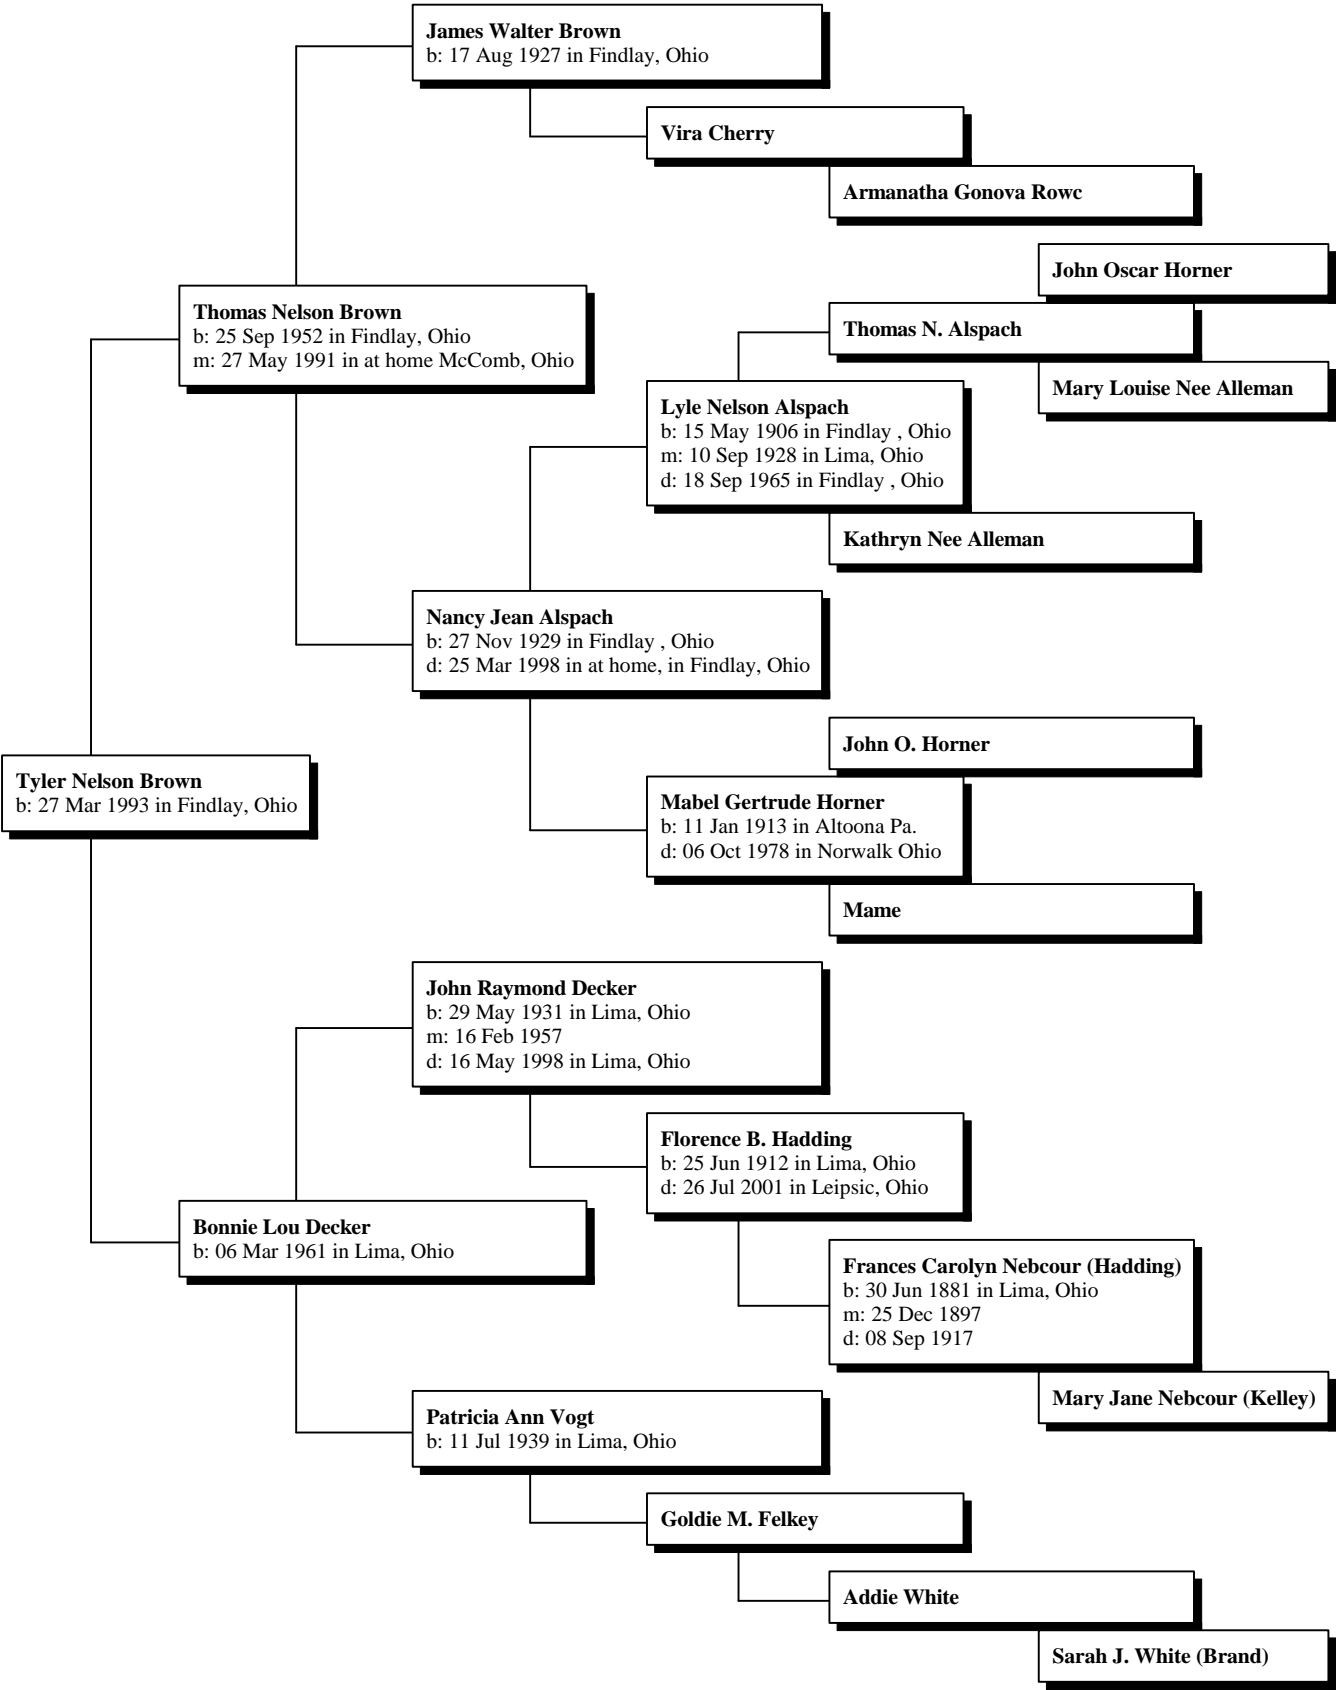 James Walter Brown
b: 17 Aug 1927 in Findlay, Ohio
Vira Cherry
Armanatha Gonova Rowc
John Oscar Horner
Thomas Nelson Brown
b: 25 Sep 1952 in Findlay, Ohio
m: 27 May 1991 in at home McComb, Ohio
Thomas N. Alspach
Mary Louise Nee Alleman
Lyle Nelson Alspach
b: 15 May 1906 in Findlay , Ohio
m: 10 Sep 1928 in Lima, Ohio
d: 18 Sep 1965 in Findlay , Ohio
Kathryn Nee Alleman
Nancy Jean Alspach
b: 27 Nov 1929 in Findlay , Ohio
d: 25 Mar 1998 in at home, in Findlay, Ohio
John O. Horner
Tyler Nelson Brown
b: 27 Mar 1993 in Findlay, Ohio
Mabel Gertrude Horner
b: 11 Jan 1913 in Altoona Pa.
d: 06 Oct 1978 in Norwalk Ohio
Mame
John Raymond Decker
b: 29 May 1931 in Lima, Ohio
m: 16 Feb 1957
d: 16 May 1998 in Lima, Ohio
Florence B. Hadding
b: 25 Jun 1912 in Lima, Ohio
d: 26 Jul 2001 in Leipsic, Ohio
Bonnie Lou Decker
b: 06 Mar 1961 in Lima, Ohio
Frances Carolyn Nebcour (Hadding)
b: 30 Jun 1881 in Lima, Ohio
m: 25 Dec 1897
d: 08 Sep 1917
Mary Jane Nebcour (Kelley)
Patricia Ann Vogt
b: 11 Jul 1939 in Lima, Ohio
Goldie M. Felkey
Addie White
Sarah J. White (Brand)